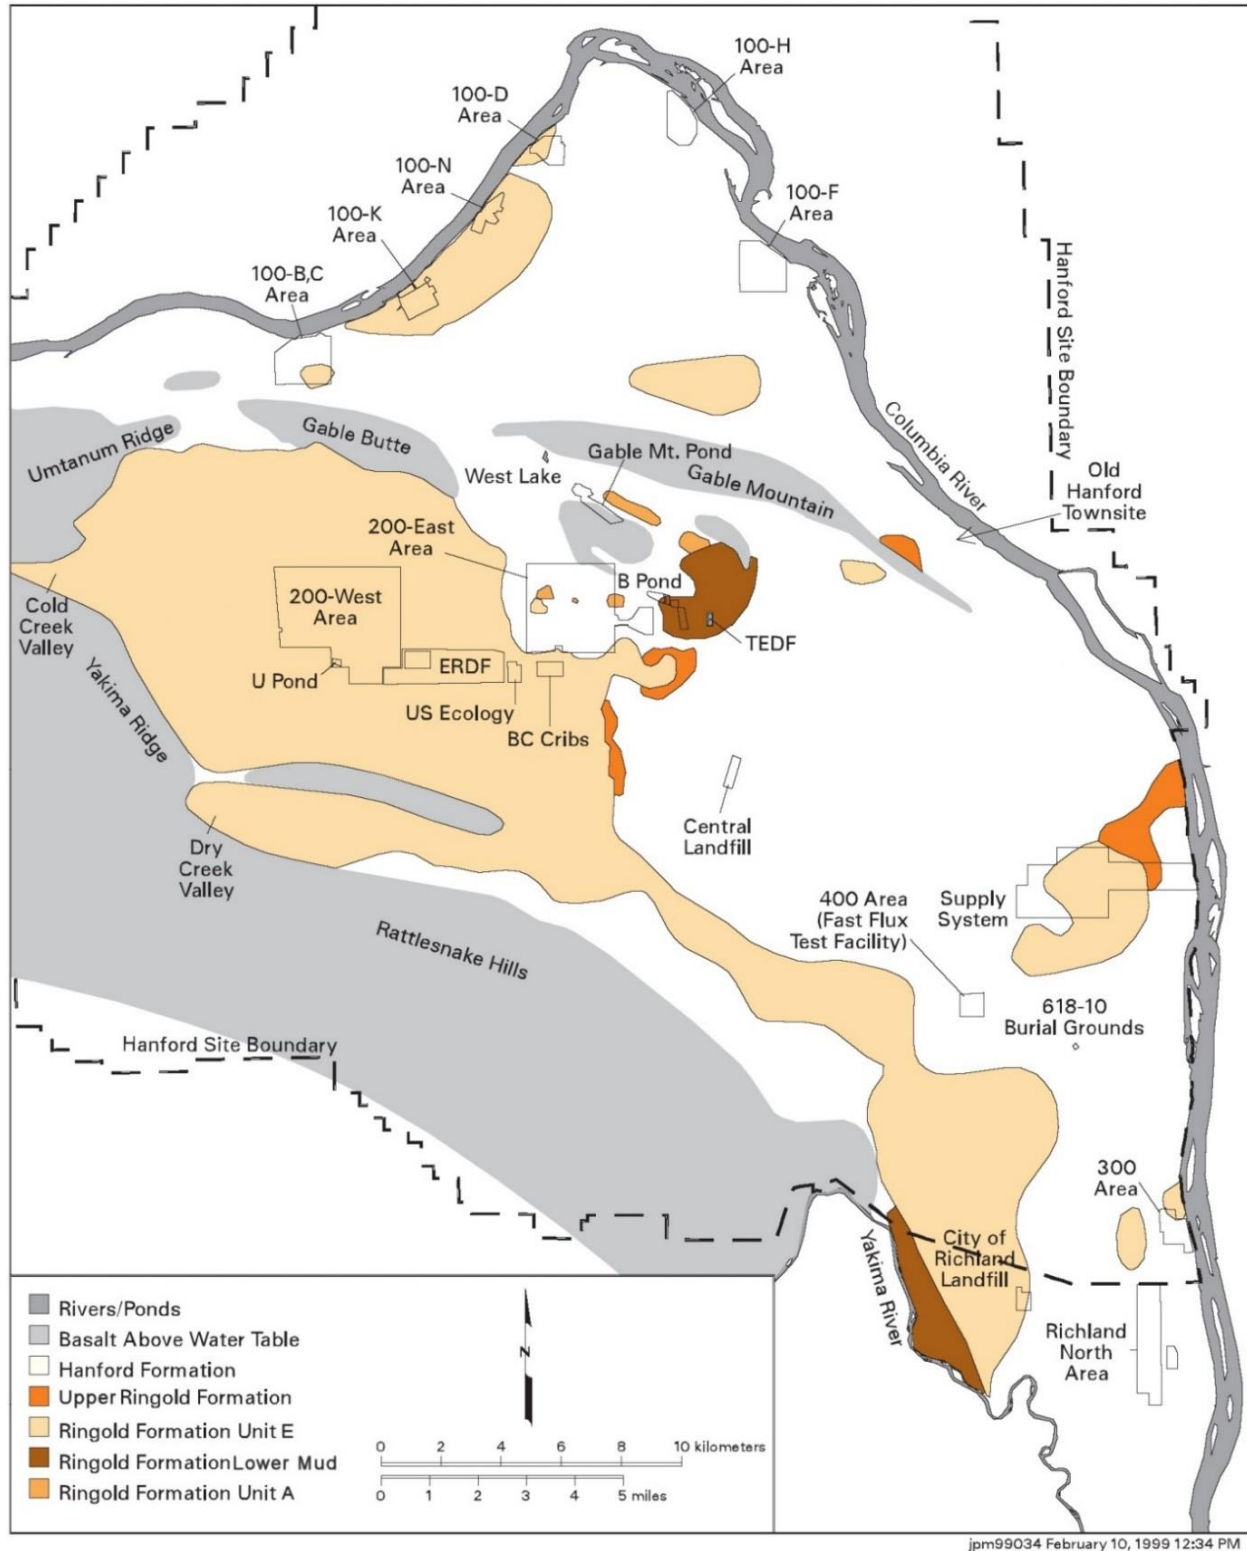 100-H
Area
100-D
Area
100-N
Area
100-F
Area
100-K
Area
100-B,C
Area
Hanford Site Boundary
Columbia River
Umtanum Ridge
Gable Butte
Gable Mt. Pond
West Lake
Gable Mountain
Old
Hanford
Townsite
200-East
Area
B Pond
200-West
Area
Cold
Creek
Valley
TEDF
ERDF
U Pond
US Ecology
BC Cribs
Yakima Ridge
Central
Landfill
Dry
Creek
Valley
400 Area
(Fast Flux
Test Facility)
Supply
System
Rattlesnake Hills
618-10
Burial Grounds
Hanford Site Boundary
300
Area
City of
Richland
Landfill
Yakima River
Richland
North
Area
Rivers/Ponds
Basalt Above Water Table
Hanford Formation
Upper Ringold Formation
Ringold Formation Unit E
Ringold Formation Lower Mud
Ringold Formation Unit A
N
0 2 4 6 8 10 kilometers
0 1 2 3 4 5 miles
jpm99034 February 10, 1999 12:34 PM